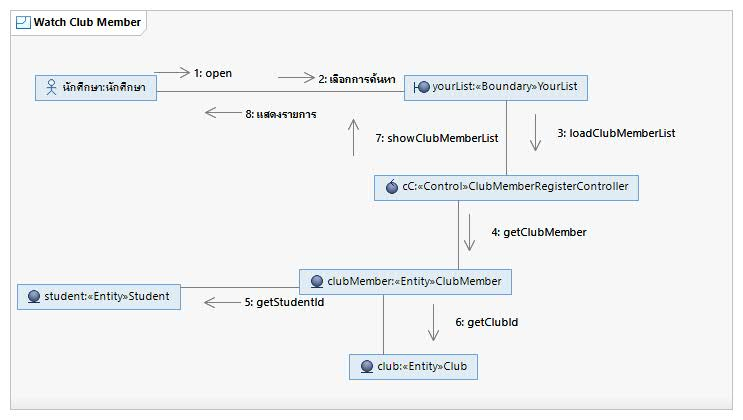 Watch Club Member
1: open
2: เลือกการค้นหา
นักศึกษา:นักศึกษา
yourList:«Boundary»YourList
8: แสดงรายการ
7: showClubMemberList
3: loadClubMemberList
cC:«Control»ClubMemberRegisterController
4: getClubMember
clubMember:«Entity»ClubMember
student:«Entity»Student
5: getStudentId
6: getClubId
club:«Entity»Club